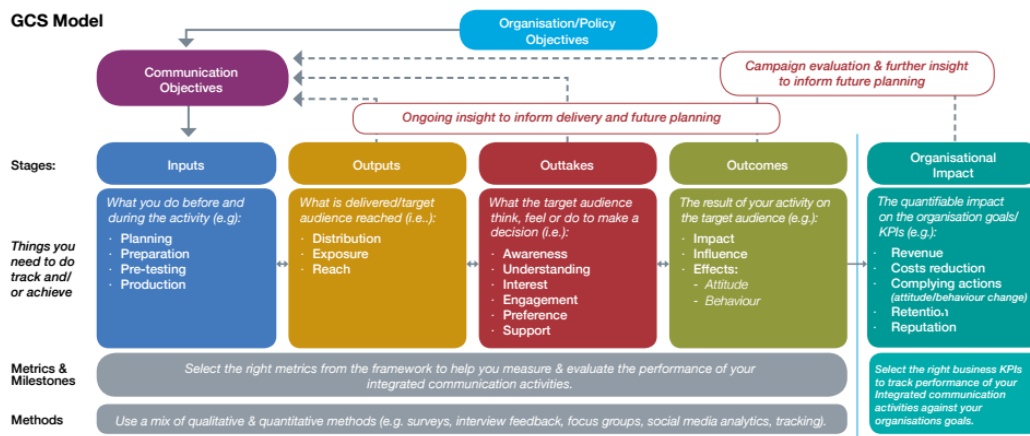 GCS Model
Organisation/Policy
Objectives
Communication
Objectives
Campaign evaluation & further insight
to inform future planning
Ongoing insight to inform delivery and future planning
Stages:
Inputs
Outputs
Outtakes
Outcomes
Organisational
Impact
Things you
need to do
track and/
or achieve
What you do before and
during the activity (e.g):
· Planning
· Preparation
· Pre-testing
· Production
What is delivered/target
audience reached (i.e..):
· Distribution
· Exposure
· Reach
What the target audience
think, feel or do to make a
decision (i.e.):
· Awareness
· Understanding
· Interest
· Engagement
· Preference
· Support
The result of your activity on
the target audience (e.g.):
· Impact
· Influence
· Effects:
- Attitude
- Behaviour
The quantifiable impact
on the organisation goals/
KPIs (e.g.):
· Revenue
· Costs reduction
· Complying actions
(attitude/behaviour change)
· Retention
· Reputation
Metrics &
Milestones
Select the right metrics from the framework to help you measure & evaluate the performance of your
integrated communication activities.
Select the right business KPIs
to track performance of your
Integrated communication
activities against your
organisations goals.
Methods
Use a mix of qualitative & quantitative methods (e.g. surveys, interview feedback, focus groups, social media analytics, tracking).